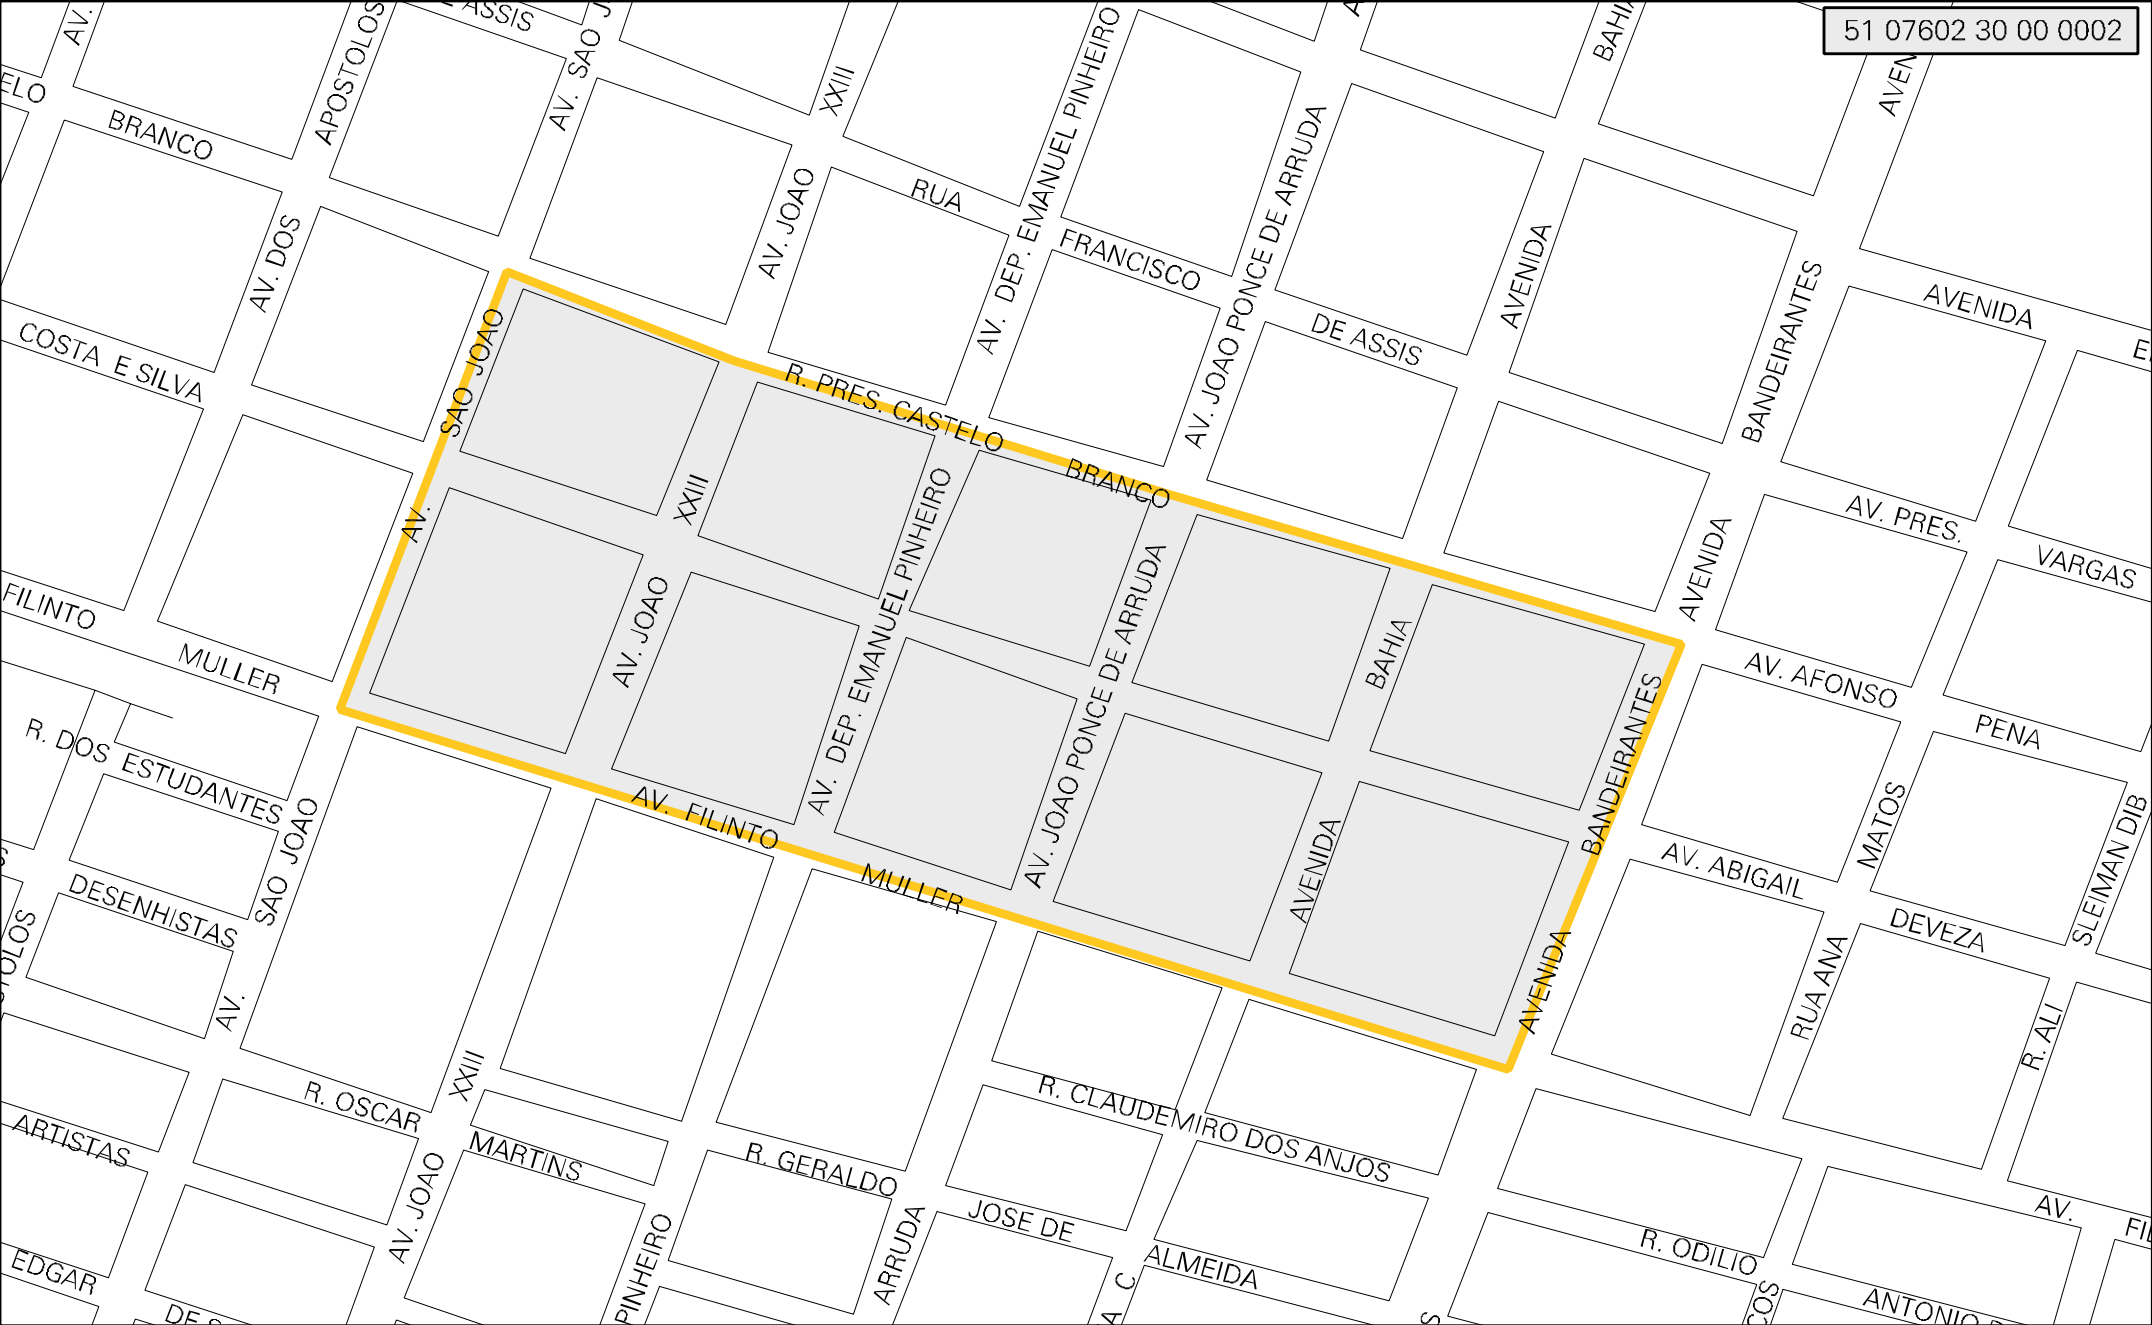 51 07602 30 00 0002
AV.
APOSTOLOS
ASSIS
AV. SAO
XXIII
AV. DEP. EMANUEL PINHEIRO
BRANCO
RUA
AV. JOAO
AV. DOS
FRANCISCO
AV. JOAO PONCE DE ARRUDA
DE ASSIS
AVENIDA
BANDEIRANTES
AVENIDA
COSTA E SILVA
SAO JOAO
AV.
R. PRES. CASTELO
BRANCO
XXIII
AV. JOAO
AV. DEP. EMANUEL PINHEIRO
AV. JOAO PONCE DE ARRUDA
BAHIA
AVENIDA
BANDEIRANTES
AVENIDA
AVENIDA
AV. PRES.
VARGAS
AV. AFONSO
PENA
FILINTO
MULLER
R. DOS ESTUDANTES
AV. FILINTO
MULLER
DESENHISTAS
SAO JOAO
AV.
AV. ABIGAIL
DEVEZA
MATOS
RUA ANA
SLEIMAN DIB
R. ALI
XXIII
AV. JOAO
R. OSCAR
MARTINS
R. GERALDO
R. CLAUDEMIRO DOS ANJOS
JOSE DE
ALMEIDA
ARTISTAS
EDGAR
PINHEIRO
ARRUDA
R. ODILIO
ANTONIO
AV.